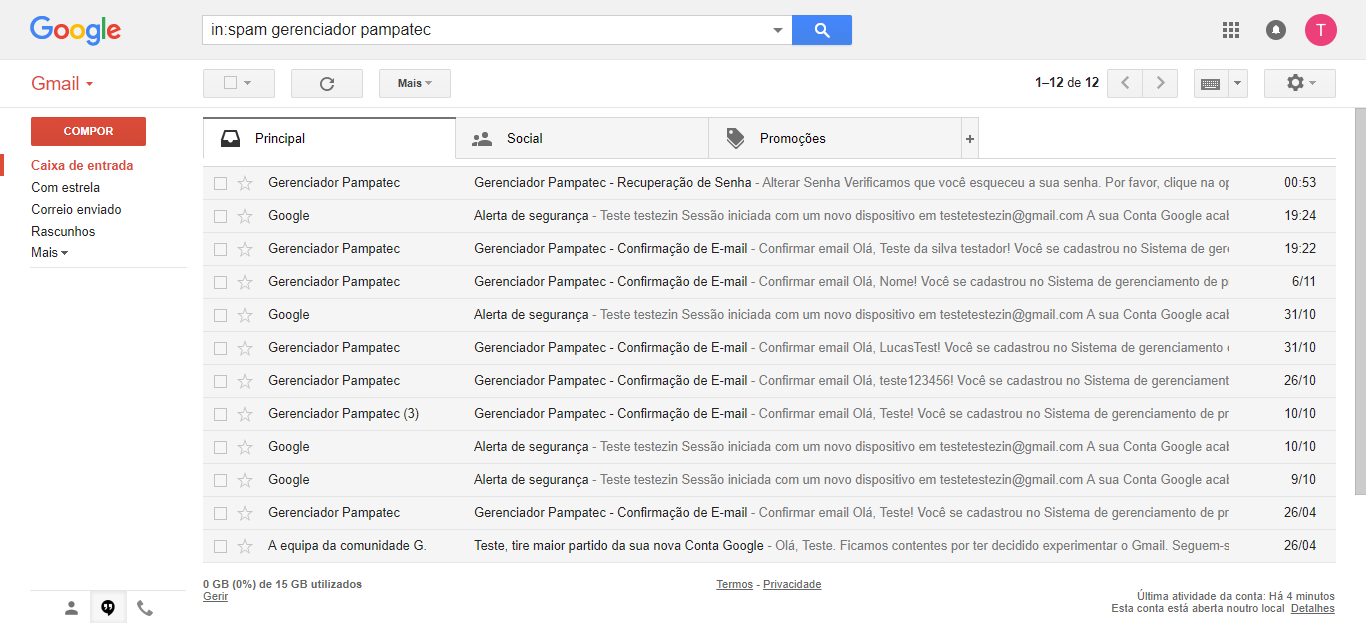 Google
in:spam gerenciador pampatec
T
Gmail
Mais
1–12 de 12
COMPOR
Caixa de entrada
Com estrela
Correio enviado
Rascunhos
Mais
Principal
Social
Promoções
+
Gerenciador Pampatec Gerenciador Pampatec - Recuperação de Senha - Alterar Senha Verificamos que você esqueceu a sua senha. Por favor, clique na op 00:53
Google Alerta de segurança - Teste testezin Sessão iniciada com um novo dispositivo em testetestezin@gmail.com A sua Conta Google acab 19:24
Gerenciador Pampatec Gerenciador Pampatec - Confirmação de E-mail - Confirmar email Olá, Teste da silva testador! Você se cadastrou no Sistema de gere 19:22
Gerenciador Pampatec Gerenciador Pampatec - Confirmação de E-mail - Confirmar email Olá, Nome! Você se cadastrou no Sistema de gerenciamento de p 6/11
Google Alerta de segurança - Teste testezin Sessão iniciada com um novo dispositivo em testetestezin@gmail.com A sua Conta Google acab 31/10
Gerenciador Pampatec Gerenciador Pampatec - Confirmação de E-mail - Confirmar email Olá, LucasTest! Você se cadastrou no Sistema de gerenciamento 31/10
Gerenciador Pampatec Gerenciador Pampatec - Confirmação de E-mail - Confirmar email Olá, teste123456! Você se cadastrou no Sistema de gerenciament 26/10
Gerenciador Pampatec (3) Gerenciador Pampatec - Confirmação de E-mail - Confirmar email Olá, Teste! Você se cadastrou no Sistema de gerenciamento de pr 10/10
Google Alerta de segurança - Teste testezin Sessão iniciada com um novo dispositivo em testetestezin@gmail.com A sua Conta Google acab 10/10
Google Alerta de segurança - Teste testezin Sessão iniciada com um novo dispositivo em testetestezin@gmail.com A sua Conta Google acab 9/10
Gerenciador Pampatec Gerenciador Pampatec - Confirmação de E-mail - Confirmar email Olá, Teste! Você se cadastrou no Sistema de gerenciamento de pr 26/04
A equipa da comunidade G. Teste, tire maior partido da sua nova Conta Google - Olá, Teste. Ficamos contentes por ter decidido experimentar o Gmail. Seguem-s 26/04
0 GB (0%) de 15 GB utilizados
Gerir
Termos - Privacidade
Última atividade da conta: Há 4 minutos
Esta conta está aberta noutro local Detalhes